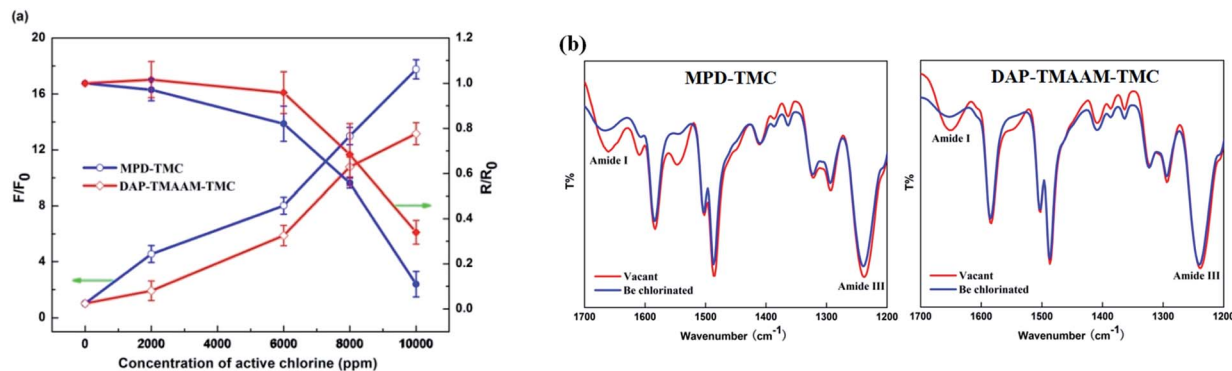 (a)
20
16
12
8
4
0
F/F0
1.2
1.0
0.8
0.6
0.4
0.2
0.0
R/R0
MPD-TMC
DAP-TMAAM-TMC
0 2000 4000 6000 8000 10000
Concentration of active chlorine (ppm)
(b)
MPD-TMC
T%
Amide I
Amide III
Vacant
Be chlorinated
1700 1600 1500 1400 1300 1200
Wavenumber (cm-1)
DAP-TMAAM-TMC
T%
Amide I
Amide III
Vacant
Be chlorinated
1700 1600 1500 1400 1300 1200
Wavenumber (cm-1)